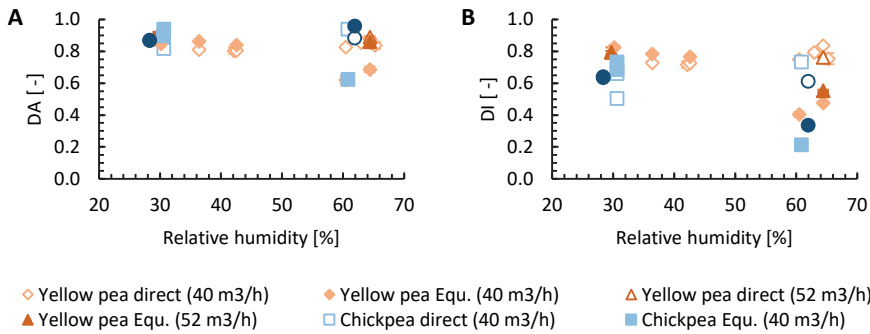 A
B
1.0
0.8
0.6
0.4
0.2
0.0
DA [ - ]
20 30 40 50 60 70
Relative humidity [%]
1.0
0.8
0.6
0.4
0.2
0.0
DI [ - ]
20 30 40 50 60 70
Relative humidity [%]
Yellow pea direct (40 m3/h) Yellow pea Equ. (40 m3/h) Yellow pea direct (52 m3/h)
Yellow pea Equ. (52 m3/h) Chickpea direct (40 m3/h) Chickpea Equ. (40 m3/h)